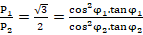 P₁/P₂ = √3/2 = cos²φ₁.tanφ₁/cos²φ₂.tanφ₂